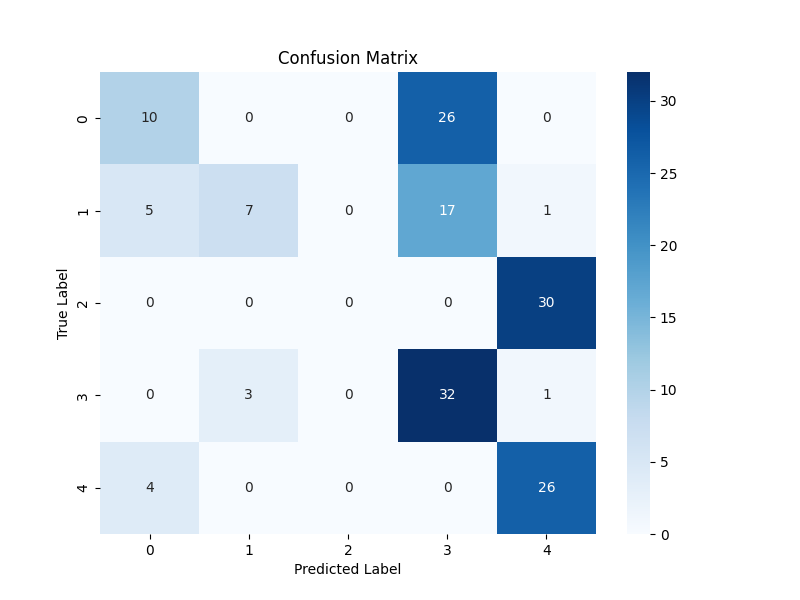 Confusion Matrix
True Label
0 10 0 0 26 0
1 5 7 0 17 1
2 0 0 0 0 30
3 0 3 0 32 1
4 4 0 0 0 26
0 1 2 3 4
Predicted Label
30
25
20
15
10
5
0